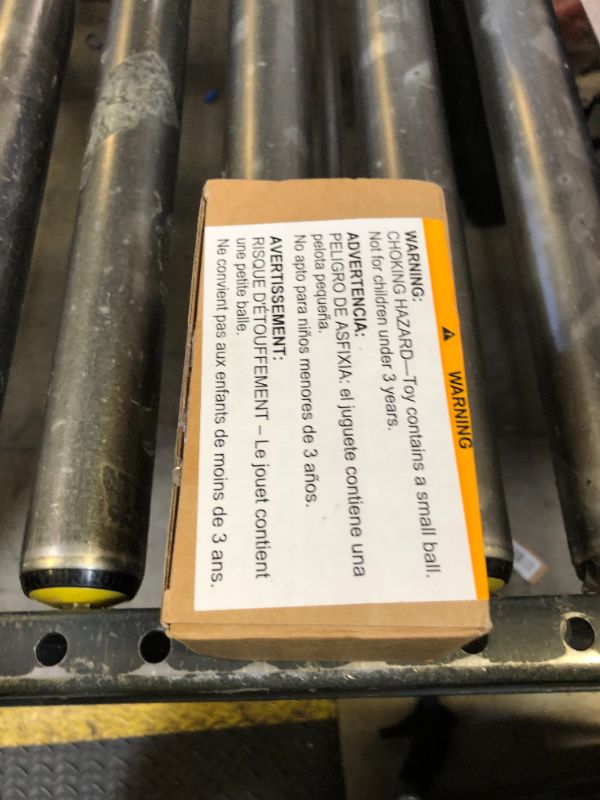 WARNING
WARNING:
CHOKING HAZARD—Toy contains a small ball.
Not for children under 3 years.
ADVERTENCIA:
PELIGRO DE ASFIXIA: el juguete contiene una
pelota pequeña.
No apto para niños menores de 3 años.
AVERTISSEMENT:
RISQUE D'ÉTOUFFEMENT – Le jouet contient
une petite balle.
Ne convient pas aux enfants de moins de 3 ans.